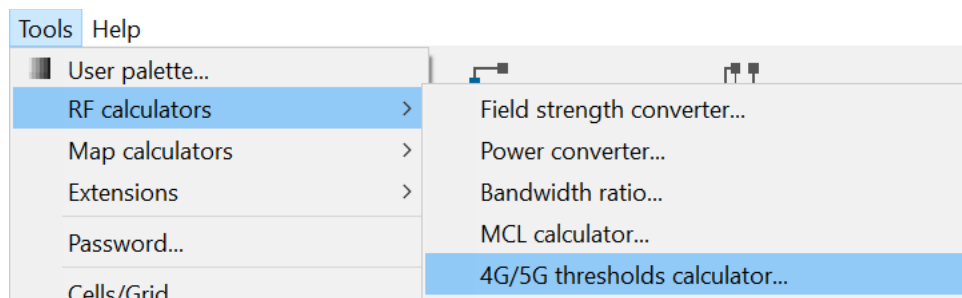 Tools Help
User palette...
RF calculators
Map calculators
Extensions
Password...
Cells/Grid
Field strength converter...
Power converter...
Bandwidth ratio...
MCL calculator...
4G/5G thresholds calculator...